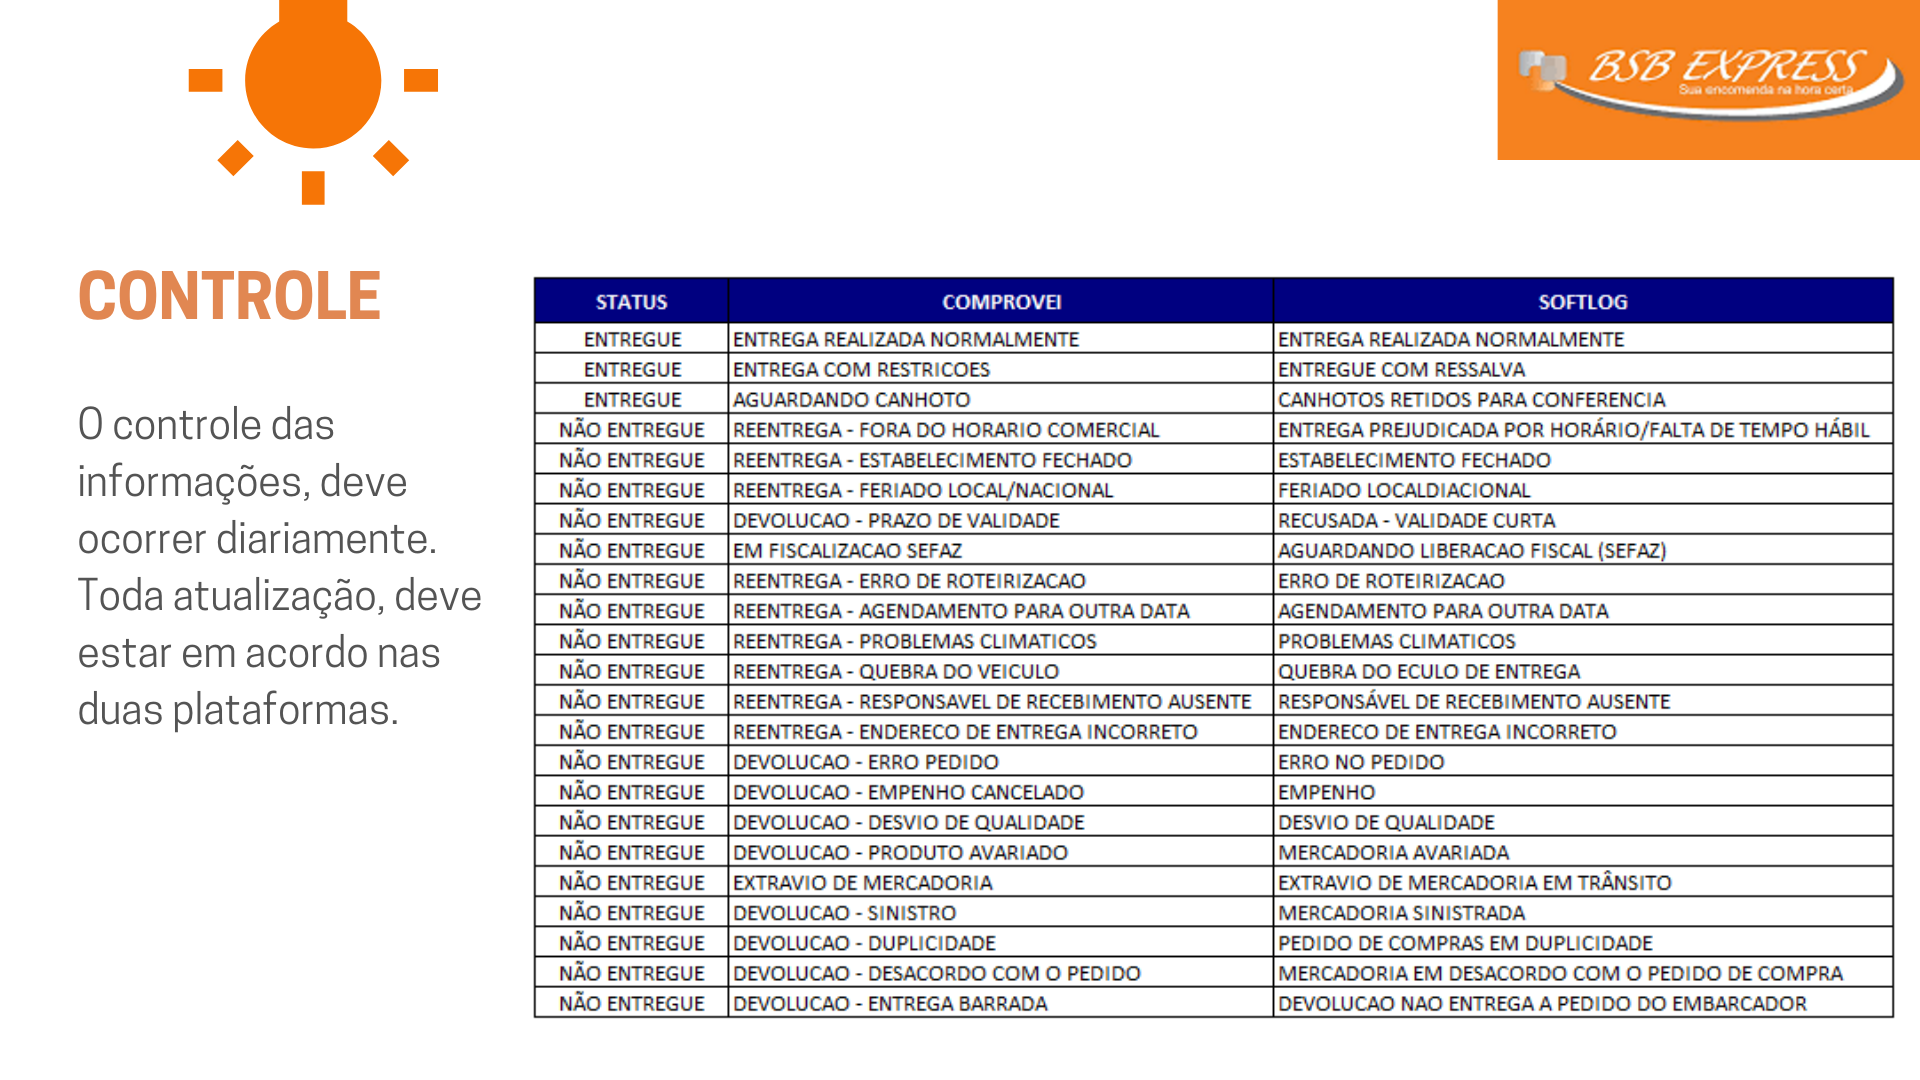 BSB EXPRESS
Sua encomenda na hora certa
CONTROLE
O controle das
informações, deve
ocorrer diariamente.
Toda atualização, deve
estar em acordo nas
duas plataformas.
STATUS COMPROVEI SOFTLOG
ENTREGUE ENTREGA REALIZADA NORMALMENTE ENTREGA REALIZADA NORMALMENTE
ENTREGUE ENTREGA COM RESTRICOES ENTREGUE COM RESSALVA
ENTREGUE AGUARDANDO CANHOTO CANHOTOS RETIDOS PARA CONFERENCIA
NÃO ENTREGUE REENTREGA - FORA DO HORARIO COMERCIAL ENTREGA PREJUDICADA POR HORÁRIO/FALTA DE TEMPO HÁBIL
NÃO ENTREGUE REENTREGA - ESTABELECIMENTO FECHADO ESTABELECIMENTO FECHADO
NÃO ENTREGUE REENTREGA - FERIADO LOCAL/NACIONAL FERIADO LOCALDIACIONAL
NÃO ENTREGUE DEVOLUCAO - PRAZO DE VALIDADE RECUSADA - VALIDADE CURTA
NÃO ENTREGUE EM FISCALIZACAO SEFAZ AGUARDANDO LIBERACAO FISCAL (SEFAZ)
NÃO ENTREGUE REENTREGA - ERRO DE ROTEIRIZACAO ERRO DE ROTEIRIZACAO
NÃO ENTREGUE REENTREGA - AGENDAMENTO PARA OUTRA DATA AGENDAMENTO PARA OUTRA DATA
NÃO ENTREGUE REENTREGA - PROBLEMAS CLIMATICOS PROBLEMAS CLIMATICOS
NÃO ENTREGUE REENTREGA - QUEBRA DO VEICULO QUEBRA DO ECULO DE ENTREGA
NÃO ENTREGUE REENTREGA - RESPONSAVEL DE RECEBIMENTO AUSENTE RESPONSÁVEL DE RECEBIMENTO AUSENTE
NÃO ENTREGUE REENTREGA - ENDERECO DE ENTREGA INCORRETO ENDERECO DE ENTREGA INCORRETO
NÃO ENTREGUE DEVOLUCAO - ERRO PEDIDO ERRO NO PEDIDO
NÃO ENTREGUE DEVOLUCAO - EMPENHO CANCELADO EMPENHO
NÃO ENTREGUE DEVOLUCAO - DESVIO DE QUALIDADE DESVIO DE QUALIDADE
NÃO ENTREGUE DEVOLUCAO - PRODUTO AVARIADO MERCADORIA AVARIADA
NÃO ENTREGUE EXTRAVIO DE MERCADORIA EXTRAVIO DE MERCADORIA EM TRÂNSITO
NÃO ENTREGUE DEVOLUCAO - SINISTRO MERCADORIA SINISTRADA
NÃO ENTREGUE DEVOLUCAO - DUPLICIDADE PEDIDO DE COMPRAS EM DUPLICIDADE
NÃO ENTREGUE DEVOLUCAO - DESACORDO COM O PEDIDO MERCADORIA EM DESACORDO COM O PEDIDO DE COMPRA
NÃO ENTREGUE DEVOLUCAO - ENTREGA BARRADA DEVOLUCAO NAO ENTREGA A PEDIDO DO EMBARCADOR